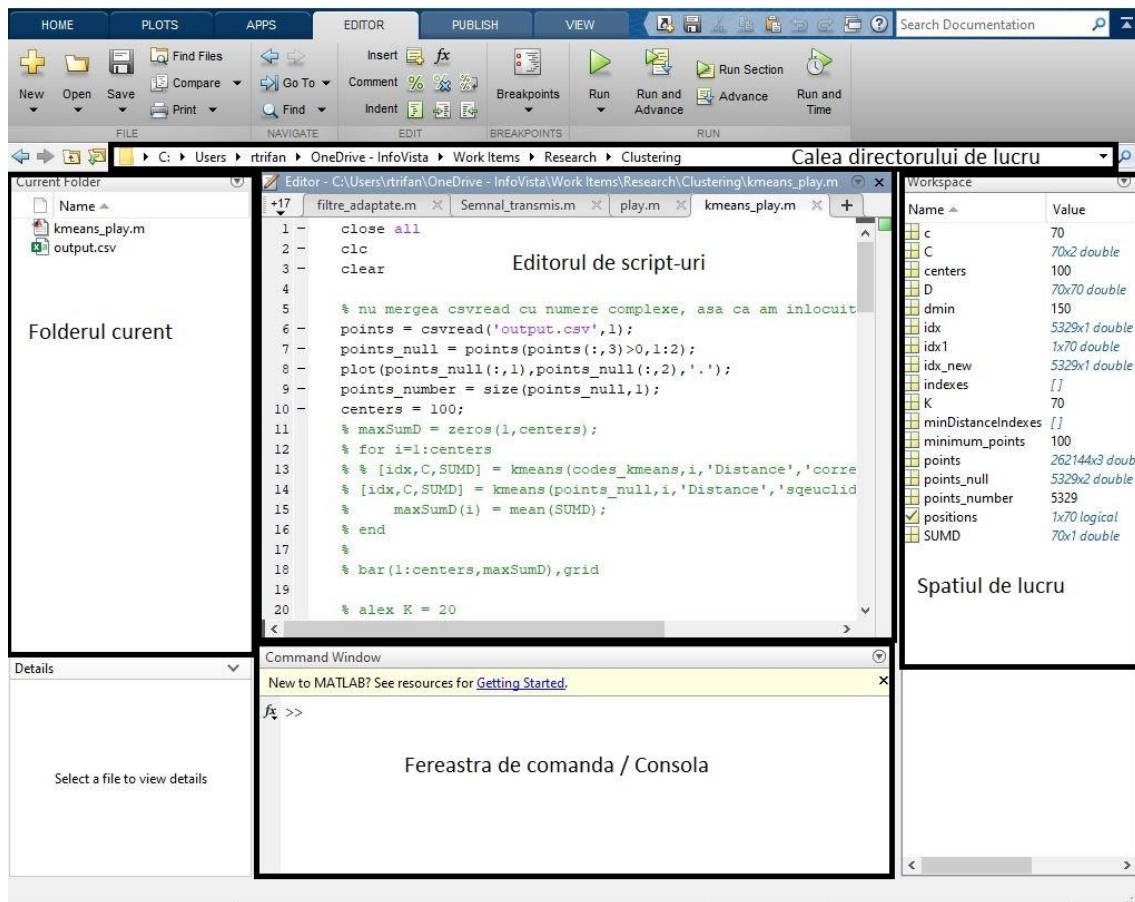 HOME PLOTS APPS EDITOR PUBLISH VIEW Search Documentation
Find Files
Insert fx
New Open Save Compare Go To Comment Breakpoints Run Run and Advance Run Section Advance Run and Time
Print Find Indent
FILE NAVIGATE EDIT BREAKPOINTS RUN
C: Users rtrifan OneDrive - InfoVista Work Items Research Clustering Calea directorului de lucru
Current Folder
Name
kmeans_play.m
output.csv
Folderul curent
Details
Select a file to view details
Editor - C:\Users\rtrifan\OneDrive - InfoVista\Work Items\Research\Clustering\kmeans_play.m
+17 filtre_adaptate.m Semnal_transmis.m play.m kmeans_play.m +
1 - close all
2 - clc
3 - clear
Editorul de script-uri
4
5 % nu mergea csvread cu numere complexe, asa ca am inlocuit
6 - points = csvread('output.csv',1);
7 - points_null = points(points(:,3)>0,1:2);
8 - plot(points_null(:,1),points_null(:,2),'.');
9 - points_number = size(points_null,1);
10 - centers = 100;
11 % maxSumD = zeros(1,centers);
12 % for i=1:centers
13 % % [idx,C,SUMD] = kmeans(codes_kmeans,i,'Distance','corre
14 % [idx,C,SUMD] = kmeans(points_null,i,'Distance','sqeuclid
15 % maxSumD(i) = mean(SUMD);
16 % end
17 %
18 % bar(1:centers,maxSumD),grid
19
20 % alex K = 20
Command Window
New to MATLAB? See resources for Getting Started.
fx >>
Fereastra de comanda / Consola
Workspace
Name Value
c 70
C 70x2 double
centers 100
D 70x70 double
dmin 150
idx 5329x1 double
idx1 1x70 double
idx_new 5329x1 double
indexes []
K 70
minDistanceIndexes []
minimum_points 100
points 262144x3 doub
points_null 5329x2 double
points_number 5329
positions 1x70 logical
SUMD 70x1 double
Spatiul de lucru